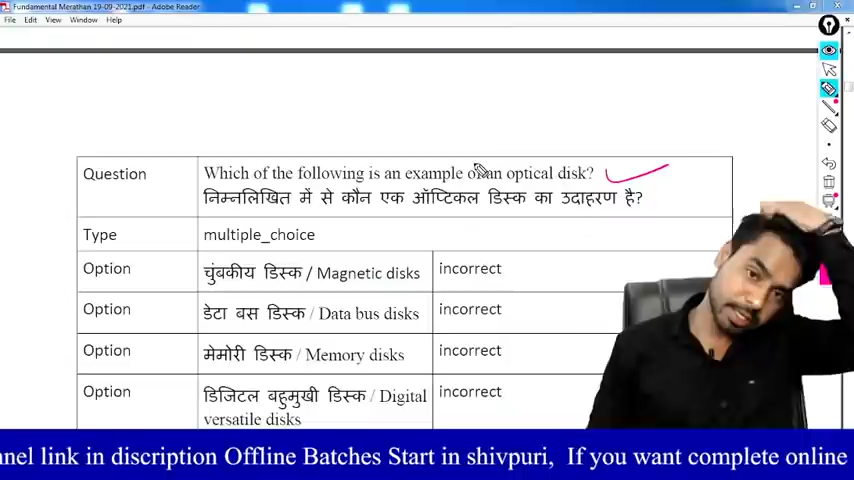 Fundamental Merathan 19-09-2021.pdf - Adobe Reader
File Edit View Window Help
Question
Which of the following is an example of an optical disk?
निम्नलिखित में से कौन एक ऑप्टिकल डिस्क का उदाहरण है?
Type
multiple_choice
Option
चुंबकीय डिस्क / Magnetic disks
incorrect
Option
डेटा बस डिस्क / Data bus disks
incorrect
Option
मेमोरी डिस्क / Memory disks
incorrect
Option
डिजिटल बहुमुखी डिस्क / Digital
versatile disks
incorrect
nnel link in discription Offline Batches Start in shivpuri, If you want complete online